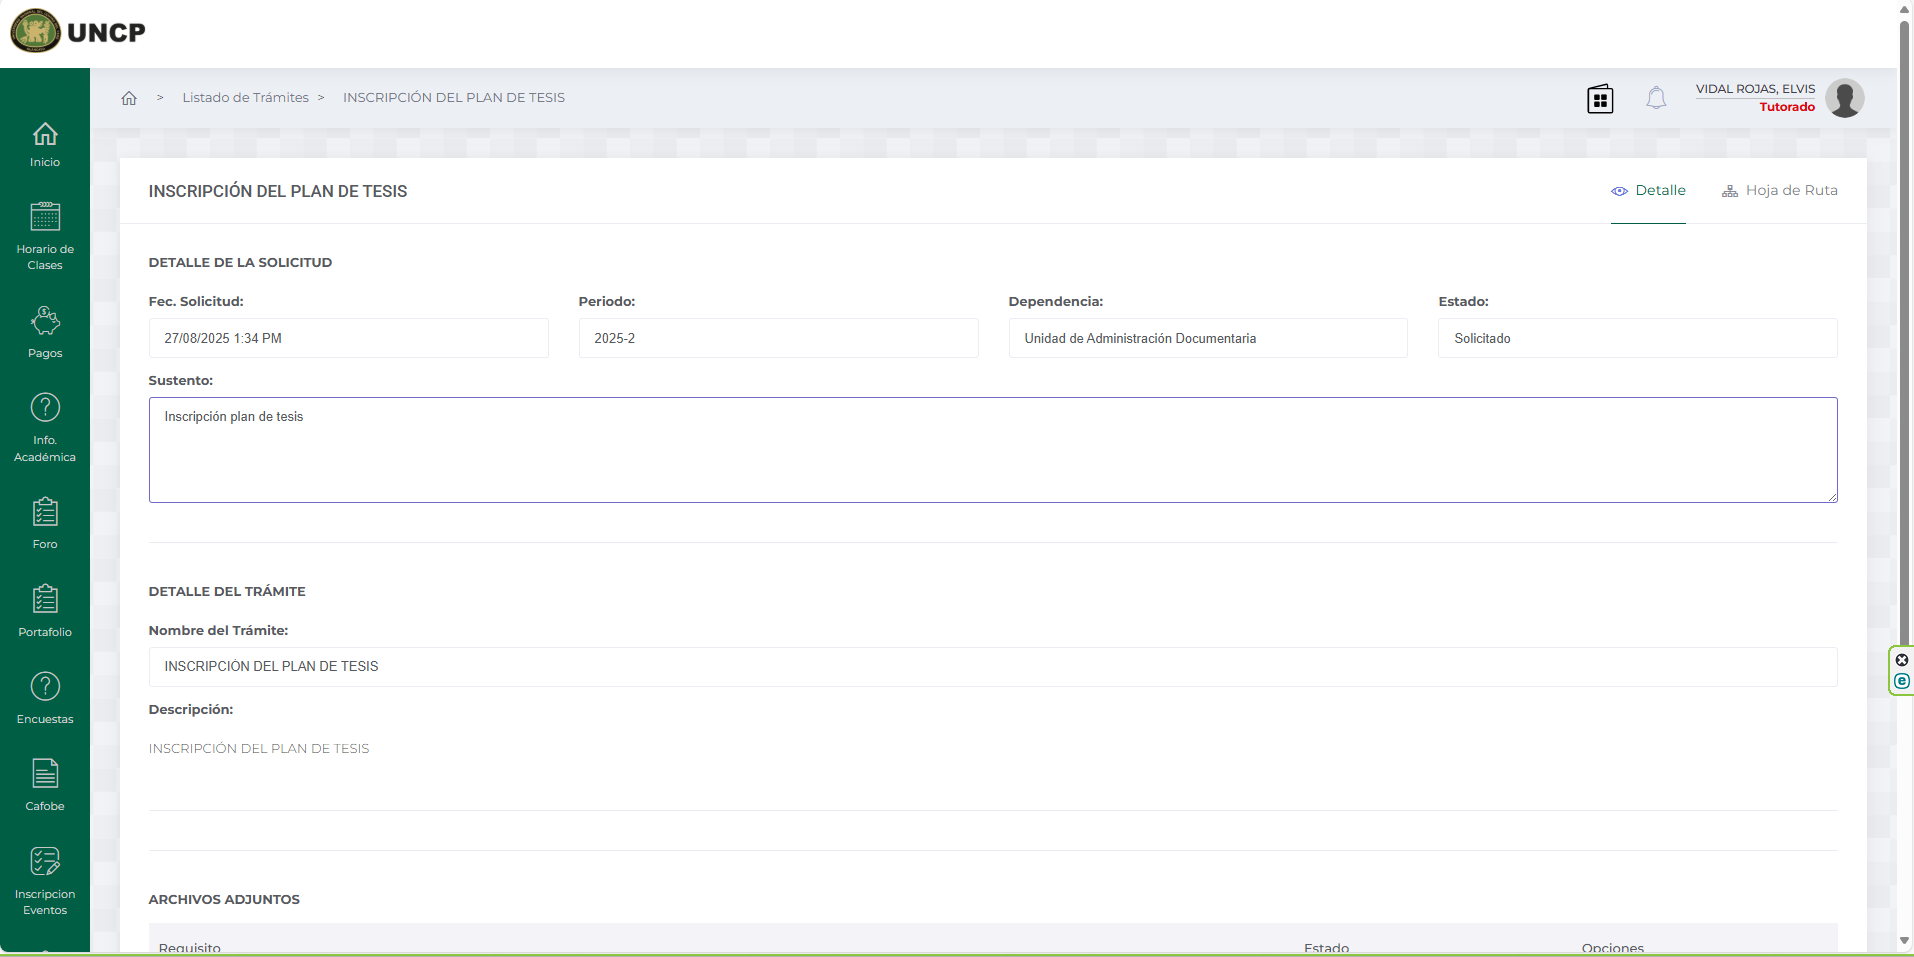 UNCP
> Listado de Trámites > INSCRIPCIÓN DEL PLAN DE TESIS
VIDAL ROJAS, ELVIS
Tutorado
Inicio
Horario de
Clases
Pagos
Info.
Académica
Foro
Portafolio
Encuestas
Cafobe
Inscripcion
Eventos
INSCRIPCIÓN DEL PLAN DE TESIS
Detalle
Hoja de Ruta
DETALLE DE LA SOLICITUD
Fec. Solicitud: Periodo: Dependencia: Estado:
27/08/2025 1:34 PM 2025-2 Unidad de Administración Documentaria Solicitado
Sustento:
Inscripción plan de tesis
DETALLE DEL TRÁMITE
Nombre del Trámite:
INSCRIPCIÓN DEL PLAN DE TESIS
Descripción:
INSCRIPCIÓN DEL PLAN DE TESIS
ARCHIVOS ADJUNTOS
Requisito Estado Opciones